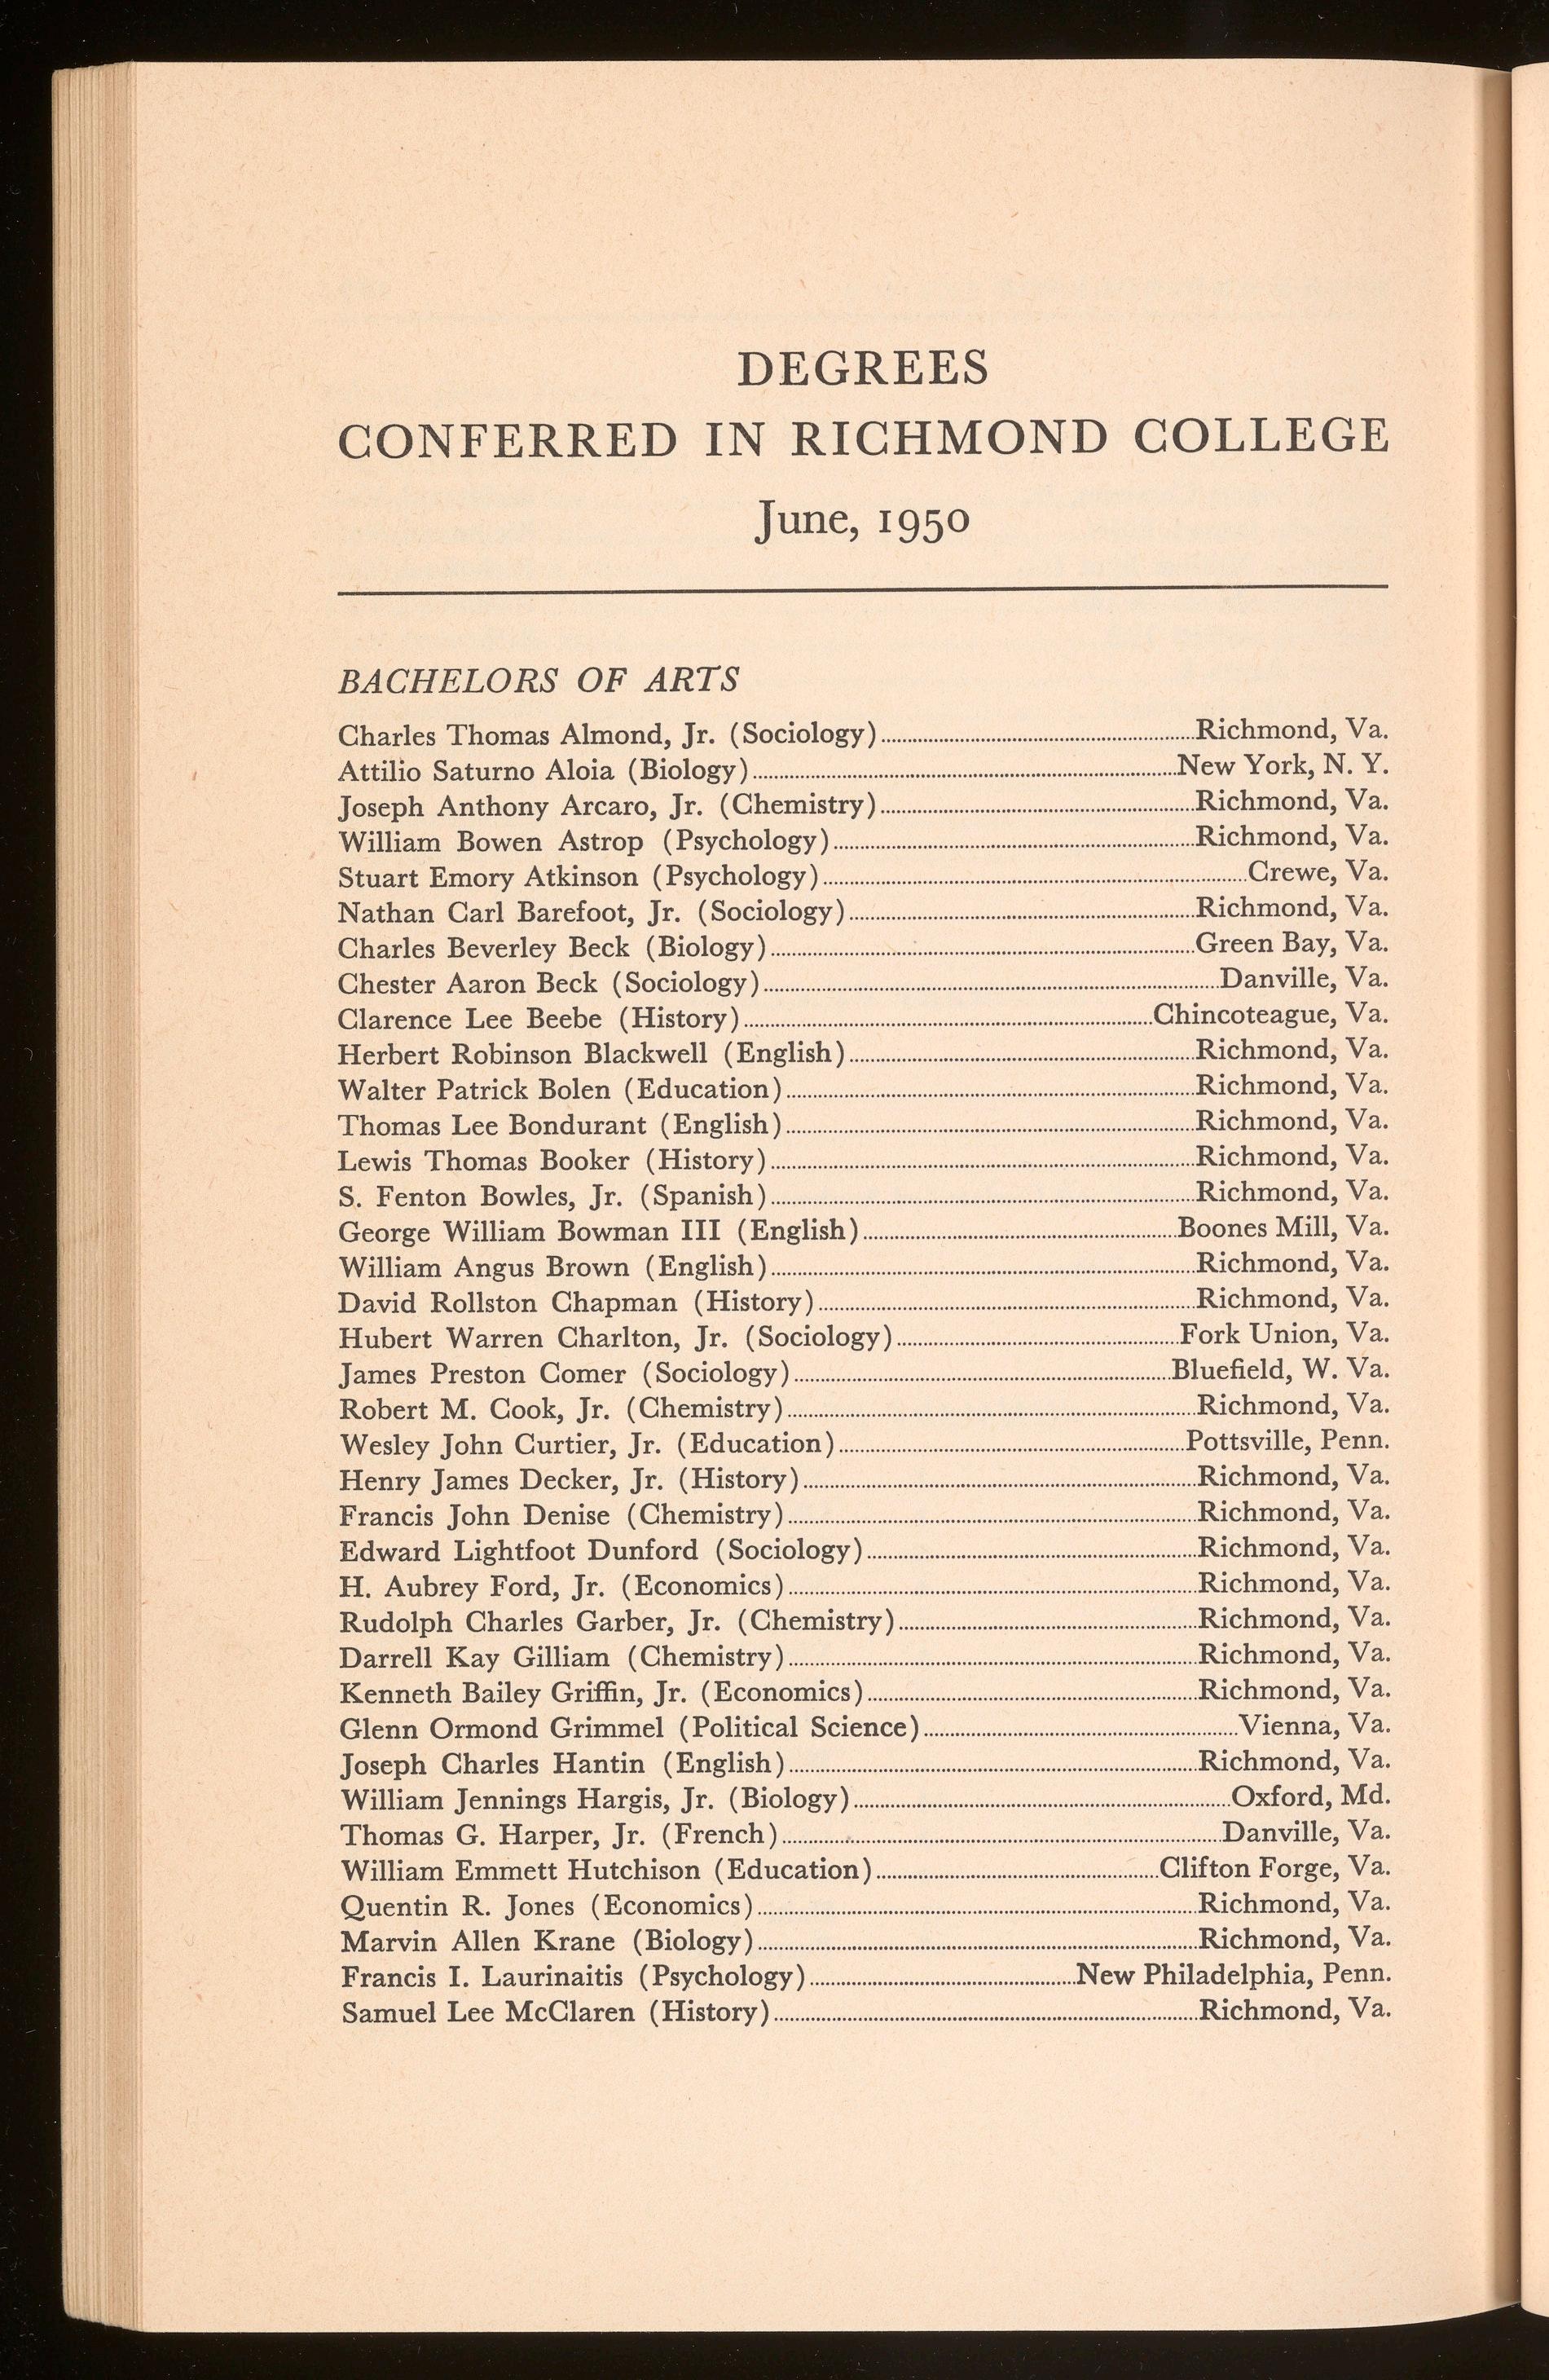 DEGREES
CONFERRED IN RICHMOND COLLEGE
June, 1950
BACHELORS OF ARTS
Charles Thomas Almond, Jr. (Sociology)....................Richmond, Va.
Attilio Saturno Aloia (Biology)....................New York, N. Y.
Joseph Anthony Arcaro, Jr. (Chemistry)....................Richmond, Va.
William Bowen Astrop (Psychology)....................Richmond, Va.
Stuart Emory Atkinson (Psychology)....................Crewe, Va.
Nathan Carl Barefoot, Jr. (Sociology)....................Richmond, Va.
Charles Beverley Beck (Biology)....................Green Bay, Va.
Chester Aaron Beck (Sociology)....................Danville, Va.
Clarence Lee Beebe (History)....................Chincoteague, Va.
Herbert Robinson Blackwell (English)....................Richmond, Va.
Walter Patrick Bolen (Education)....................Richmond, Va.
Thomas Lee Bondurant (English)....................Richmond, Va.
Lewis Thomas Booker (History)....................Richmond, Va.
S. Fenton Bowles, Jr. (Spanish)....................Richmond, Va.
George William Bowman III (English)....................Boones Mill, Va.
William Angus Brown (English)....................Richmond, Va.
David Rollston Chapman (History)....................Richmond, Va.
Hubert Warren Charlton, Jr. (Sociology)....................Fork Union, Va.
James Preston Comer (Sociology)....................Bluefield, W. Va.
Robert M. Cook, Jr. (Chemistry)....................Richmond, Va.
Wesley John Curtier, Jr. (Education)....................Pottsville, Penn.
Henry James Decker, Jr. (History)....................Richmond, Va.
Francis John Denise (Chemistry)....................Richmond, Va.
Edward Lightfoot Dunford (Sociology)....................Richmond, Va.
H. Aubrey Ford, Jr. (Economics)....................Richmond, Va.
Rudolph Charles Garber, Jr. (Chemistry)....................Richmond, Va.
Darrell Kay Gilliam (Chemistry)....................Richmond, Va.
Kenneth Bailey Griffin, Jr. (Economics)....................Richmond, Va.
Glenn Ormond Grimmel (Political Science)....................Vienna, Va.
Joseph Charles Hantin (English)....................Richmond, Va.
William Jennings Hargis, Jr. (Biology)....................Oxford, Md.
Thomas G. Harper, Jr. (French)....................Danville, Va.
William Emmett Hutchison (Education)....................Clifton Forge, Va.
Quentin R. Jones (Economics)....................Richmond, Va.
Marvin Allen Krane (Biology)....................Richmond, Va.
Francis I. Laurinaitis (Psychology)....................New Philadelphia, Penn.
Samuel Lee McClaren (History)....................Richmond, Va.